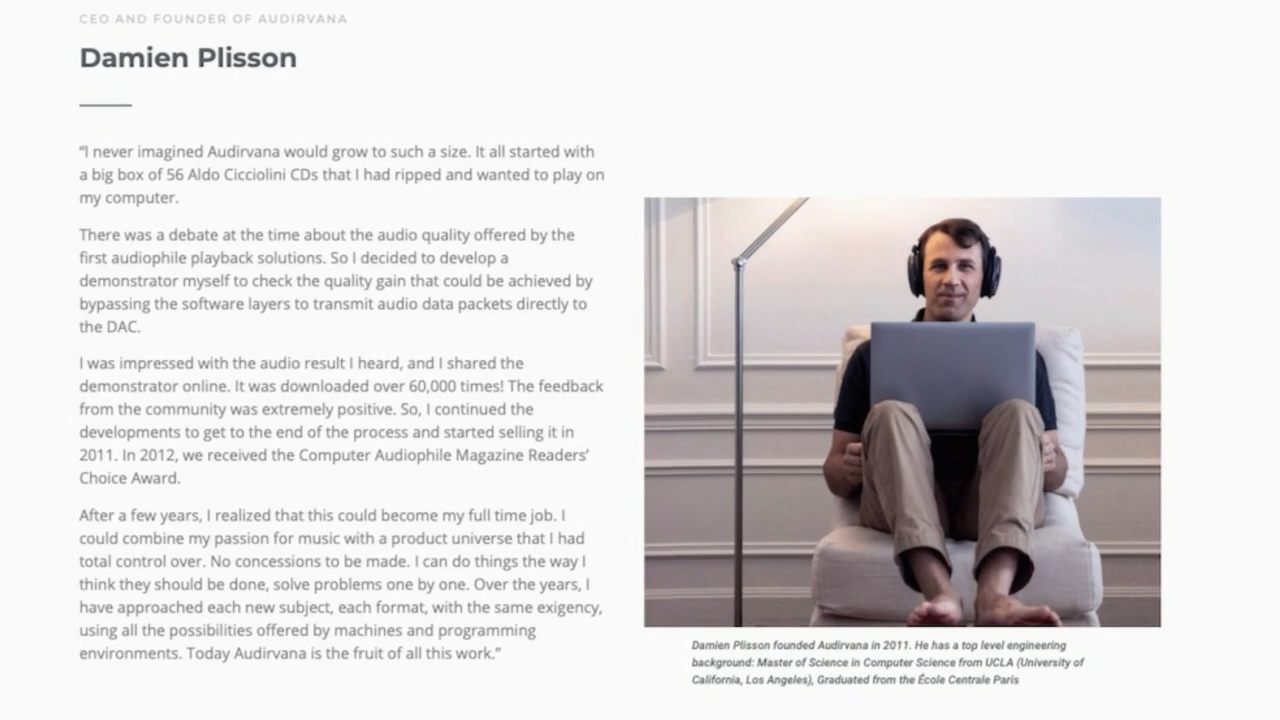 CEO AND FOUNDER OF AUDIRVANA
Damien Plisson
“I never imagined Audirvana would grow to such a size. It all started with
a big box of 56 Aldo Cicciolini CDs that I had ripped and wanted to play on
my computer.
There was a debate at the time about the audio quality offered by the
first audiophile playback solutions. So I decided to develop a
demonstrator myself to check the quality gain that could be achieved by
bypassing the software layers to transmit audio data packets directly to
the DAC.
I was impressed with the audio result I heard, and I shared the
demonstrator online. It was downloaded over 60,000 times! The feedback
from the community was extremely positive. So, I continued the
developments to get to the end of the process and started selling it in
2011. In 2012, we received the Computer Audiophile Magazine Readers’
Choice Award.
After a few years, I realized that this could become my full time job. I
could combine my passion for music with a product universe that I had
total control over. No concessions to be made. I can do things the way I
think they should be done, solve problems one by one. Over the years, I
have approached each new subject, each format, with the same exigency,
using all the possibilities offered by machines and programming
environments. Today Audirvana is the fruit of all this work.”
Damien Plisson founded Audirvana in 2011. He has a top level engineering
background: Master of Science in Computer Science from UCLA (University of
California, Los Angeles), Graduated from the École Centrale Paris